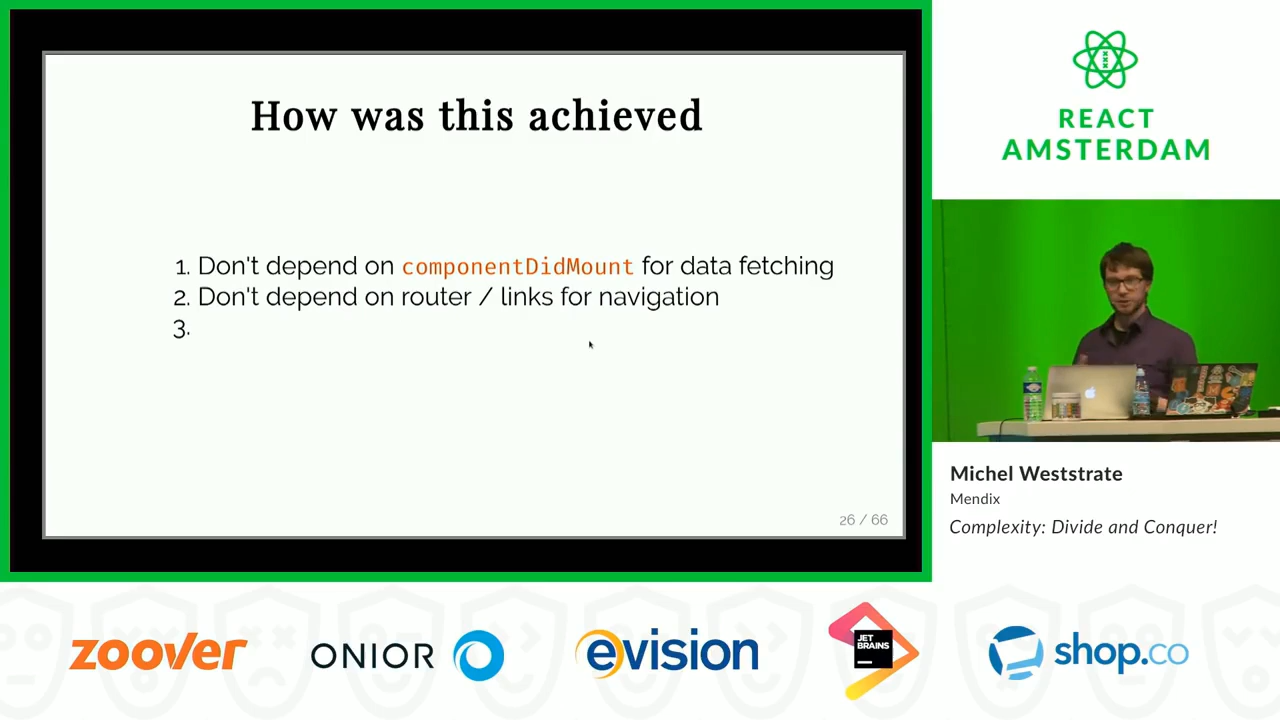 How was this achieved
1. Don't depend on componentDidMount for data fetching
2. Don't depend on router / links for navigation
3.
26 / 66
REACT
AMSTERDAM
Michel Weststrate
Mendix
Complexity: Divide and Conquer!
zoover
ONIOR
evision
JET
BRAINS
shop.co